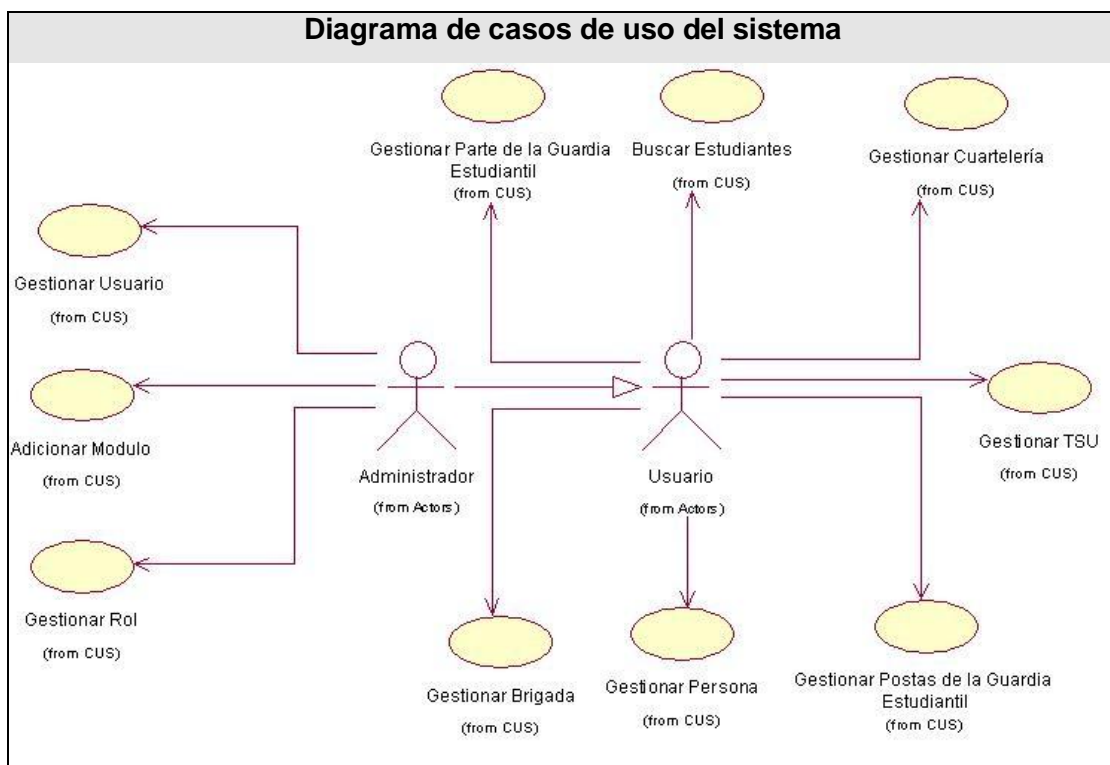 Diagrama de casos de uso del sistema
Gestionar Parte de la Guardia
Estudiantil
(from CUS)
Buscar Estudiantes
(from CUS)
Gestionar Cuartelería
(from CUS)
Gestionar Usuario
(from CUS)
Adicionar Modulo
(from CUS)
Administrador
(from Actors)
Usuario
(from Actors)
Gestionar TSU
(from CUS)
Gestionar Rol
(from CUS)
Gestionar Brigada
(from CUS)
Gestionar Persona
(from CUS)
Gestionar Postas de la Guardia
Estudiantil
(from CUS)